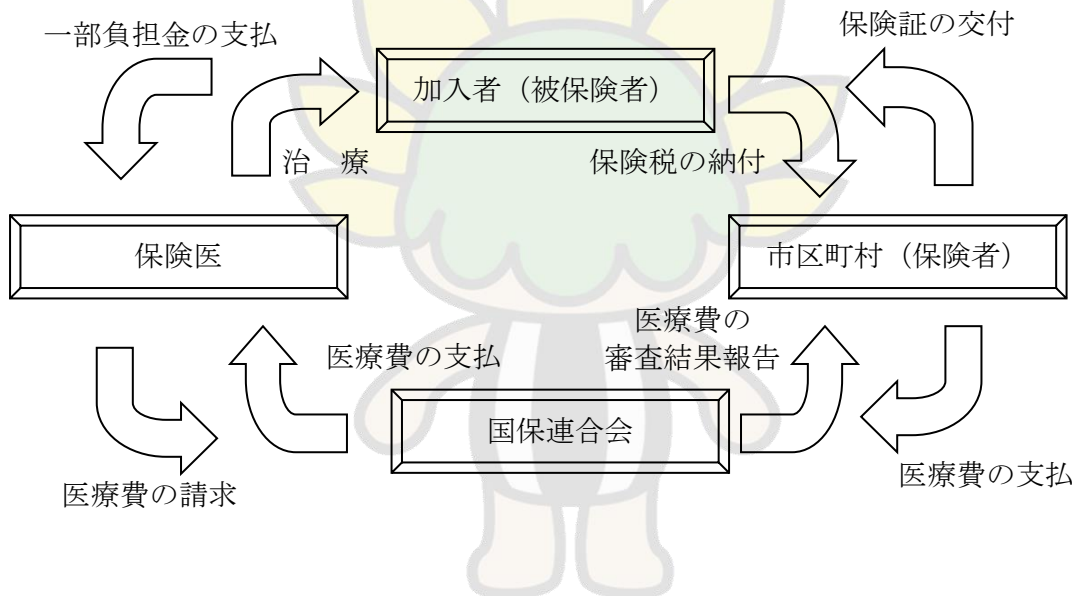 一部負担金の支払
保険証の交付
加入者（被保険者）
治　療
保険税の納付
保険医
市区町村（保険者）
医療費の
審査結果報告
医療費の支払
国保連合会
医療費の請求
医療費の支払